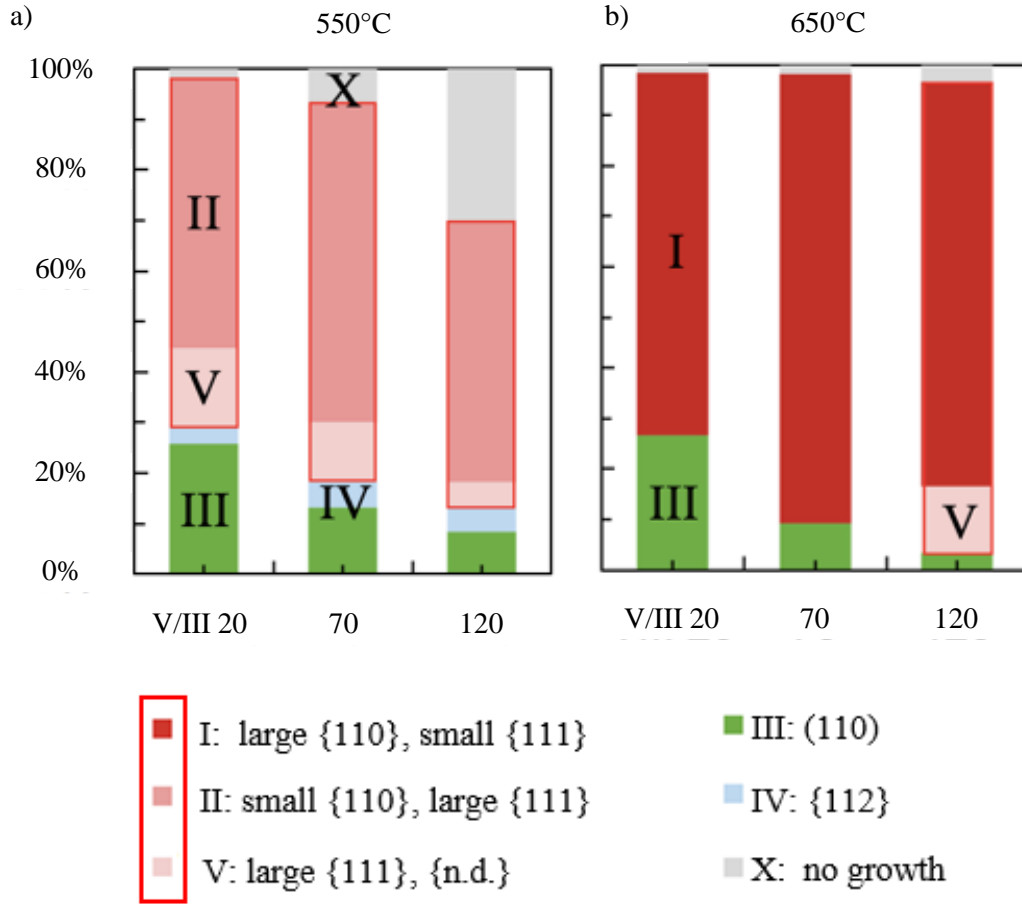 a)
550°C
b)
650°C
100%
80%
60%
40%
20%
0%
X
II
V
III
IV
I
III
V
V/III 20
70
120
V/III 20
70
120
I: large {110}, small {111}
II: small {110}, large {111}
V: large {111}, {n.d.}
III: (110)
IV: {112}
X: no growth